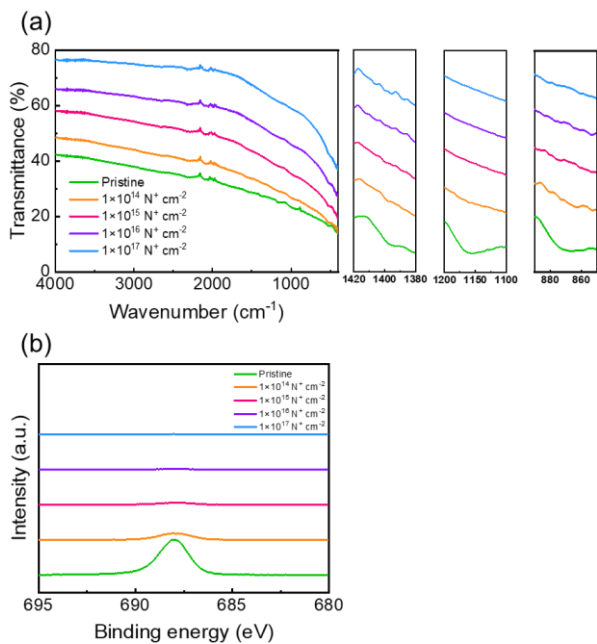 (a)
80
60
40
20
0
Transmittance (%)
Pristine
1×10¹⁴ N⁺ cm⁻²
1×10¹⁵ N⁺ cm⁻²
1×10¹⁶ N⁺ cm⁻²
1×10¹⁷ N⁺ cm⁻²
4000 3000 2000 1000
Wavenumber (cm⁻¹)
1420 1400 1380
1200 1150 1100
880 860
(b)
Pristine
1×10¹⁴ N⁺ cm⁻²
1×10¹⁵ N⁺ cm⁻²
1×10¹⁶ N⁺ cm⁻²
1×10¹⁷ N⁺ cm⁻²
Intensity (a.u.)
695 690 685 680
Binding energy (eV)